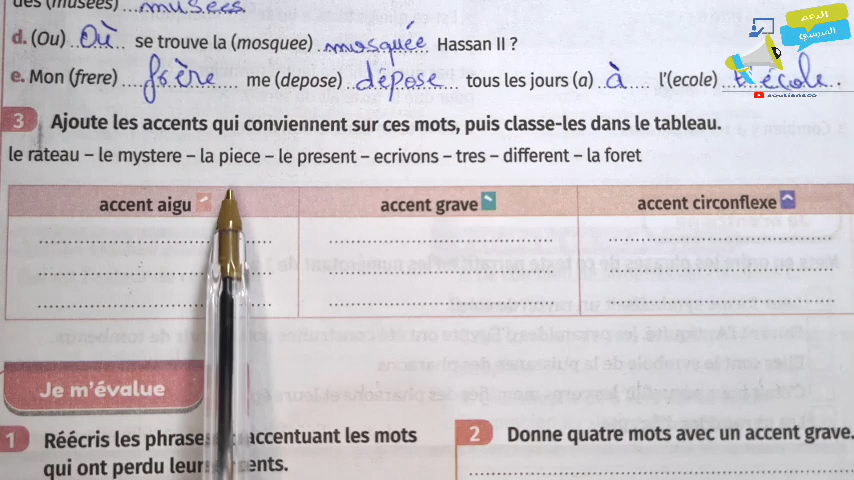 des (musees) musées
d. (Ou) Où se trouve la (mosquee) mosquée Hassan II ?
e. Mon (frere) frère me (depose) dépose tous les jours (a) à l'(ecole) l'école.
3 Ajoute les accents qui conviennent sur ces mots, puis classe-les dans le tableau.
le rateau – le mystere – la piece – le present – ecrivons – tres – different – la foret
accent aigu accent grave accent circonflexe
Je m'évalue
1 Réécris les phrases accentuant les mots
qui ont perdu leur
2 Donne quatre mots avec un accent grave.
الدعم
المدرسي